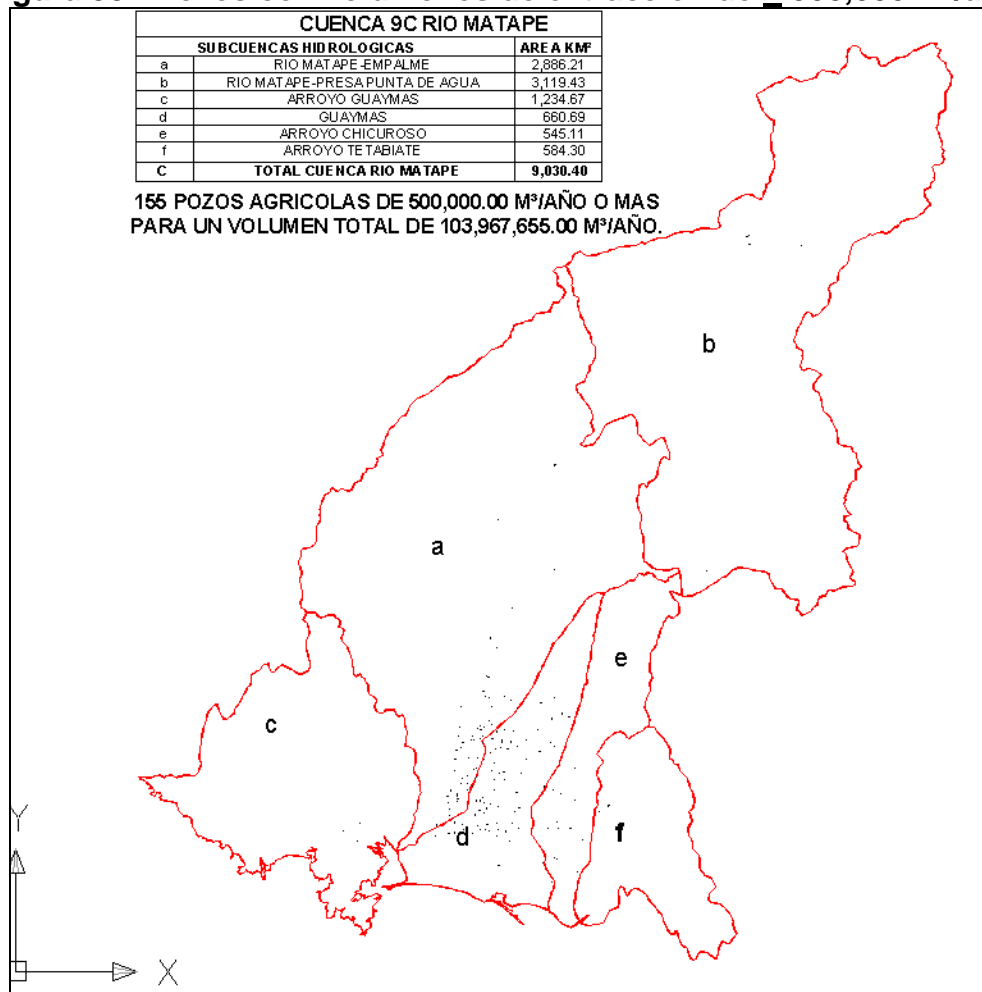 CUENCA 9C RIO MATAPE
SUBCUENCAS HIDROLOGICAS AREA KM²
a RIO MATAPE-EMPALME 2,886.21
b RIO MATAPE-PRESA PUNTA DE AGUA 3,119.43
c ARROYO GUAYMAS 1,234.67
d GUAYMAS 660.69
e ARROYO CHICUROSO 545.11
f ARROYO TETABIATE 584.30
C TOTAL CUENCA RIO MATAPE 9,030.40
155 POZOS AGRICOLAS DE 500,000.00 M³/AÑO O MAS
PARA UN VOLUMEN TOTAL DE 103,967,655.00 M³/AÑO.
b
a
e
c
d
f
Y
X